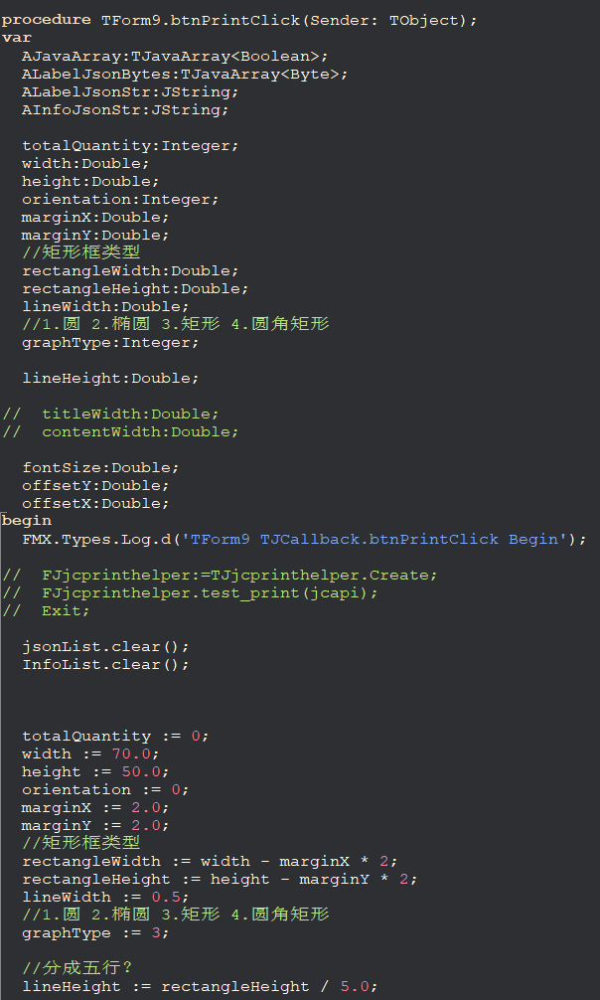 procedure TForm9.btnPrintClick(Sender: TObject);
var
  AJavaArray:TJavaArray<Boolean>;
  ALabelJsonBytes:TJavaArray<Byte>;
  ALabelJsonStr:JString;
  AInfoJsonStr:JString;

  totalQuantity:Integer;
  width:Double;
  height:Double;
  orientation:Integer;
  marginX:Double;
  marginY:Double;
  //矩形框类型
  rectangleWidth:Double;
  rectangleHeight:Double;
  lineWidth:Double;
  //1.圆 2.椭圆 3.矩形 4.圆角矩形
  graphType:Integer;

  lineHeight:Double;

//  titleWidth:Double;
//  contentWidth:Double;

  fontSize:Double;
  offsetY:Double;
  offsetX:Double;
begin
  FMX.Types.Log.d('TForm9 TJCallback.btnPrintClick Begin');

//  FJjcprinthelper:=TJjcprinthelper.Create;
//  FJjcprinthelper.test_print(jcapi);
//  Exit;

  jsonList.clear();
  InfoList.clear();

  totalQuantity := 0;
  width := 70.0;
  height := 50.0;
  orientation := 0;
  marginX := 2.0;
  marginY := 2.0;
  //矩形框类型
  rectangleWidth := width - marginX * 2;
  rectangleHeight := height - marginY * 2;
  lineWidth := 0.5;
  //1.圆 2.椭圆 3.矩形 4.圆角矩形
  graphType := 3;

  //分成五行?
  lineHeight := rectangleHeight / 5.0;